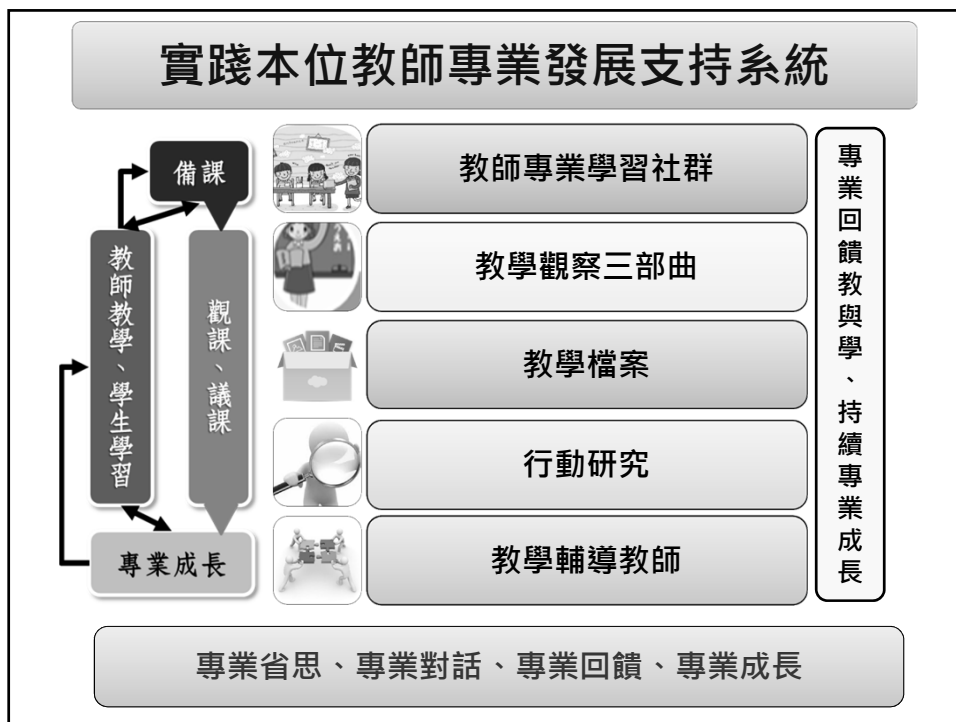 實踐本位教師專業發展支持系統
備課
教師教學、學生學習
觀課、議課
專業成長
教師專業學習社群
教學觀察三部曲
教學檔案
行動研究
教學輔導教師
專業回饋教與學、持續專業成長
專業省思、專業對話、專業回饋、專業成長